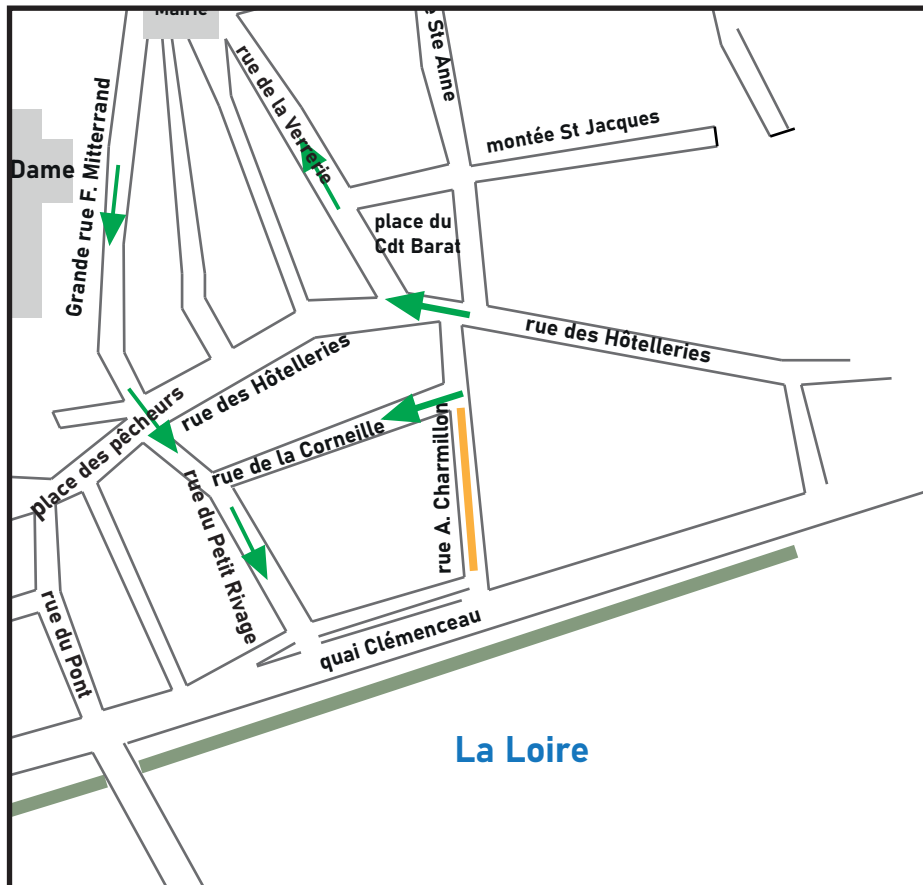 Mairie
Ste Anne
rue de la Verrerie
montée St Jacques
Grande rue F. Mitterrand
Dame
place du
Cdt Barat
rue des Hôtelleries
rue des Hôtelleries
place des pêcheurs
rue de la Corneille
rue A. Charmillon
rue du Petit Rivage
rue du Pont
quai Clémenceau
La Loire